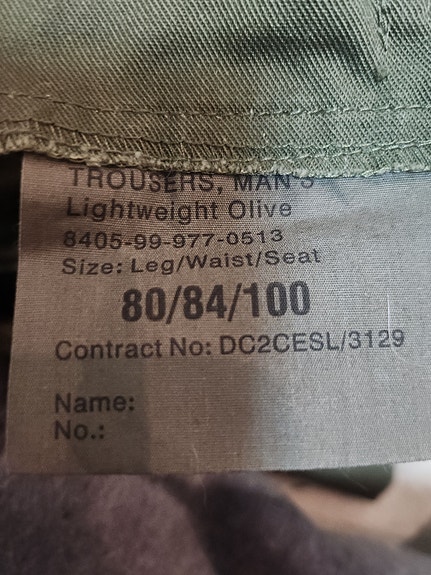 TROUSERS, MAN'S
Lightweight Olive
8405-99-977-0513
Size: Leg/Waist/Seat
80/84/100
Contract No: DC2CESL/3129
Name:
No.: